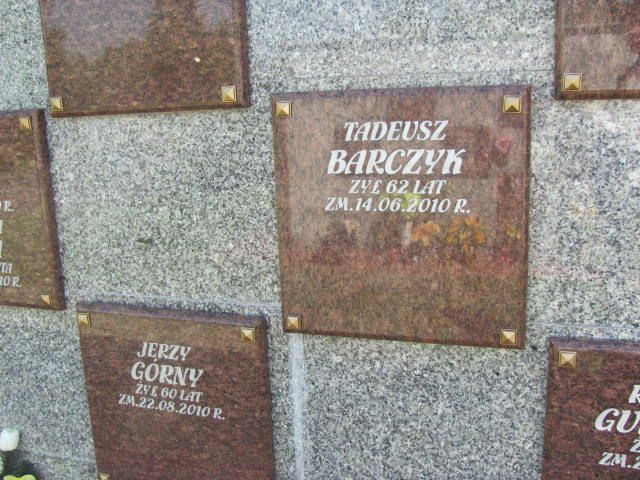 TADEUSZ
BARCZYK
ŻYŁ 62 LAT
ZM.14.06.2010 R.
JERZY
GÓRNY
ŻYŁ 60 LAT
ZM.22.08.2010 R.